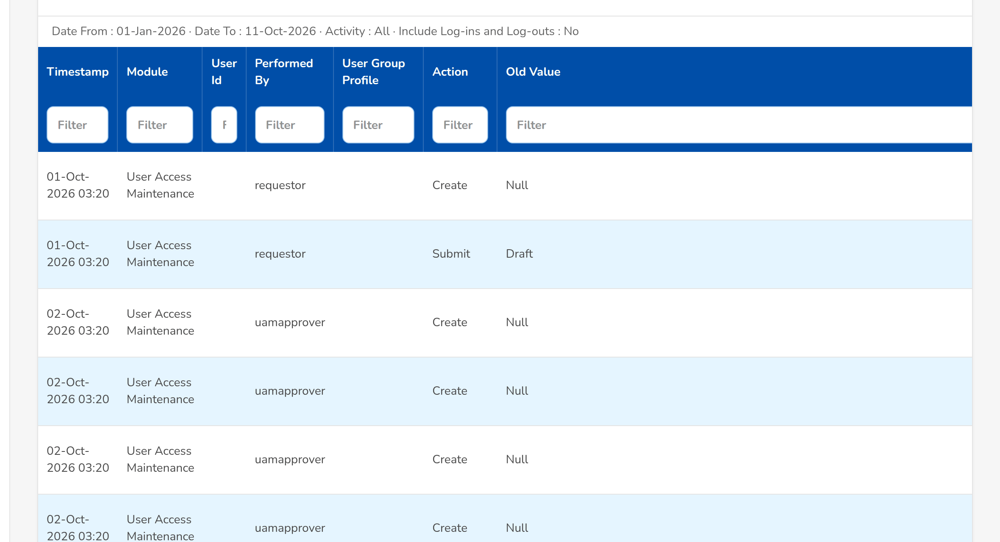 Date From : 01-Jan-2026 · Date To : 11-Oct-2026 · Activity : All · Include Log-ins and Log-outs : No
Timestamp Module User Id Performed By User Group Profile Action Old Value
Filter Filter F Filter Filter Filter Filter
01-Oct-2026 03:20 User Access Maintenance requestor Create Null
01-Oct-2026 03:20 User Access Maintenance requestor Submit Draft
02-Oct-2026 03:20 User Access Maintenance uamapprover Create Null
02-Oct-2026 03:20 User Access Maintenance uamapprover Create Null
02-Oct-2026 03:20 User Access Maintenance uamapprover Create Null
02-Oct-2026 03:20 User Access Maintenance uamapprover Create Null